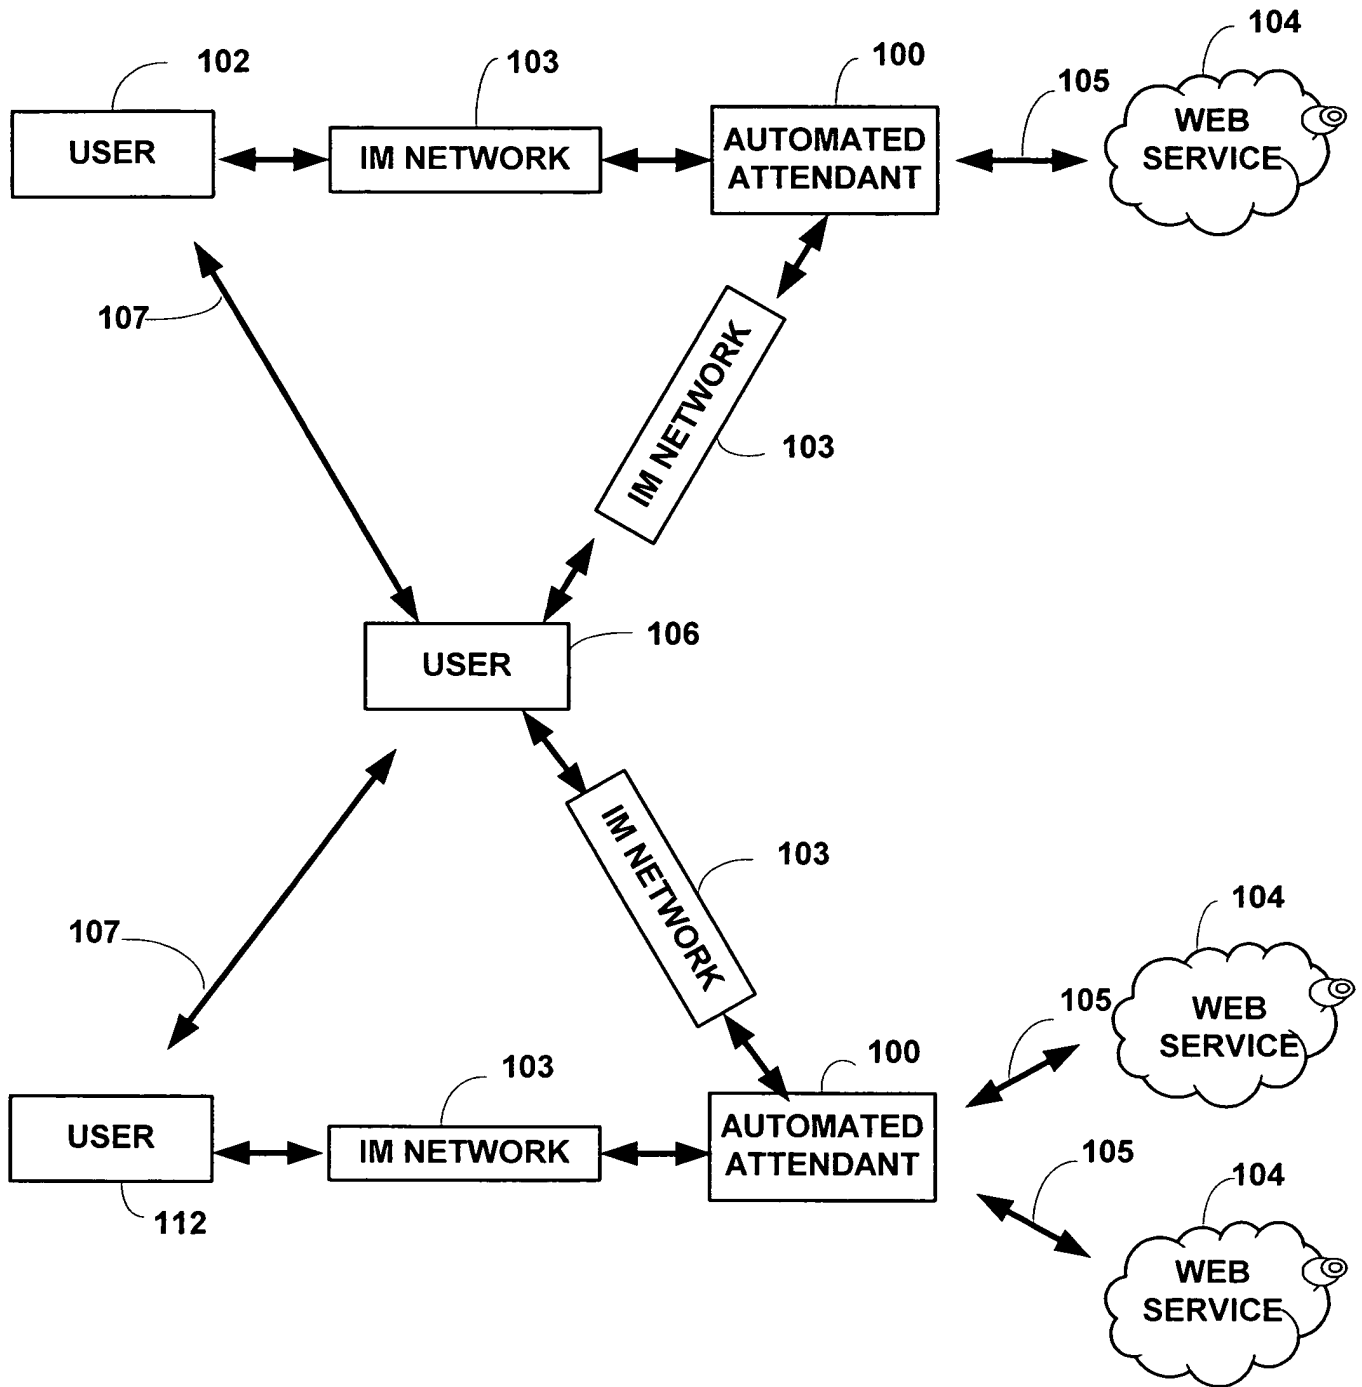 104
102
103
100
105
USER
IM NETWORK
AUTOMATED
ATTENDANT
WEB
SERVICE
107
IM NETWORK
103
106
USER
IM NETWORK
103
107
104
105
WEB
SERVICE
103
100
USER
IM NETWORK
AUTOMATED
ATTENDANT
105
104
112
WEB
SERVICE